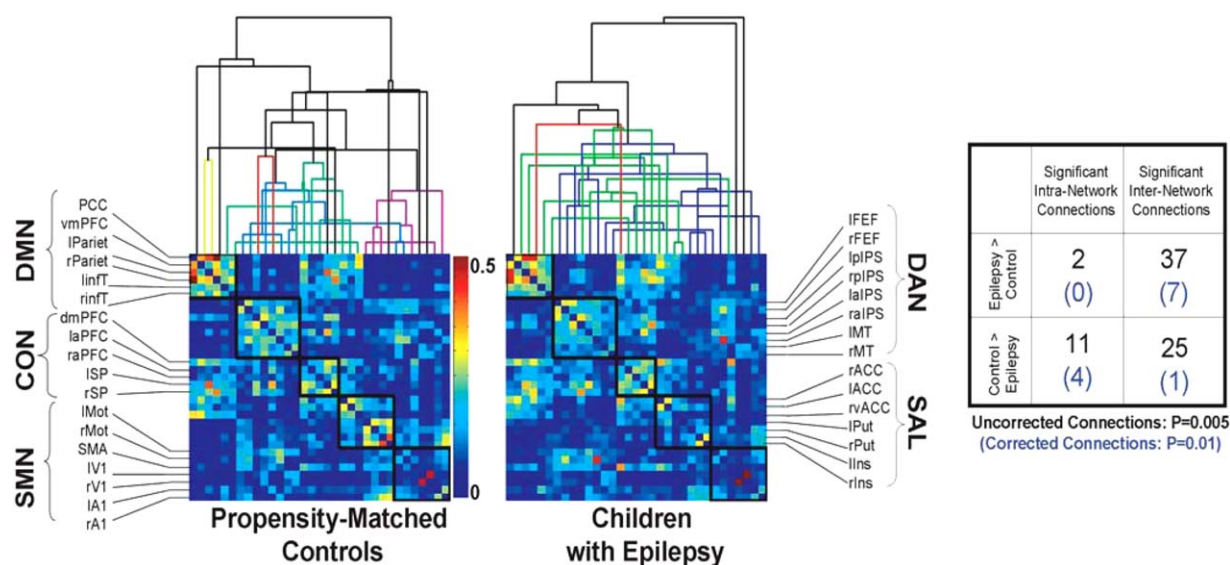 DMN
PCC
vmPFC
lPariet
rPariet
linfT
rinfT
CON
dmPFC
laPFC
raPFC
lSP
rSP
SMN
lMot
rMot
SMA
lV1
rV1
lA1
rA1
0.5
0
Propensity-Matched
Controls
Children
with Epilepsy
lFEF
rFEF
lpIPS
rpIPS
laIPS
raIPS
lMT
rMT
DAN
rACC
lACC
rvACC
lPut
rPut
lIns
rIns
SAL
Significant
Intra-Network
Connections
Significant
Inter-Network
Connections
Epilepsy >
Control
2
(0)
37
(7)
Control >
Epilepsy
11
(4)
25
(1)
Uncorrected Connections: P=0.005
(Corrected Connections: P=0.01)